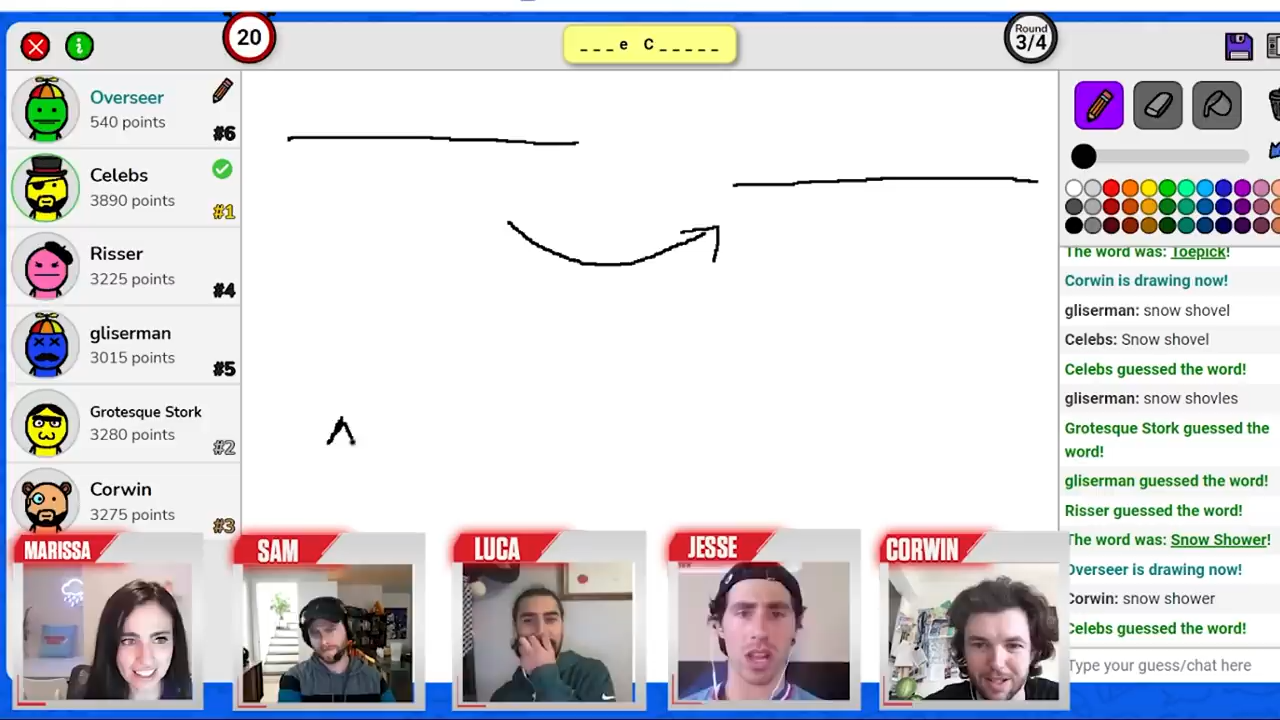 20
_ _ _ e C _ _ _ _ _
Round
3/4
Overseer
540 points
#6
Celebs
3890 points
#1
Risser
3225 points
#4
gliserman
3015 points
#5
Grotesque Stork
3280 points
#2
Corwin
3275 points
#3
The word was: Toepick!
Corwin is drawing now!
gliserman: snow shovel
Celebs: Snow shovel
Celebs guessed the word!
gliserman: snow shovles
Grotesque Stork guessed the
word!
gliserman guessed the word!
Risser guessed the word!
The word was: Snow Shower!
Overseer is drawing now!
Corwin: snow shower
Celebs guessed the word!
Type your guess/chat here
MARISSA
SAM
LUCA
JESSE
CORWIN